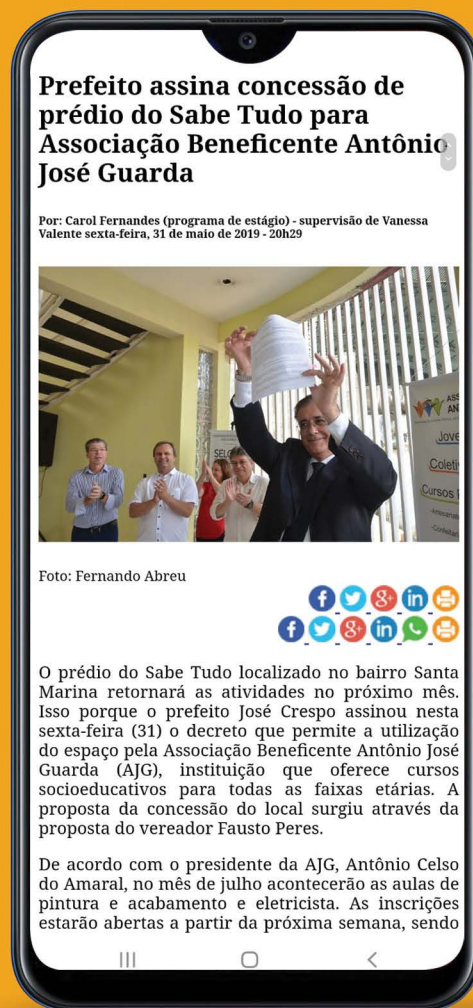 Prefeito assina concessão de
prédio do Sabe Tudo para
Associação Beneficente Antônio
José Guarda
Por: Carol Fernandes (programa de estágio) - supervisão de Vanessa
Valente sexta-feira, 31 de maio de 2019 - 20h29
ASS
AN
Jove
Coleti
Cursos
Foto: Fernando Abreu
O prédio do Sabe Tudo localizado no bairro Santa
Marina retornará as atividades no próximo mês.
Isso porque o prefeito José Crespo assinou nesta
sexta-feira (31) o decreto que permite a utilização
do espaço pela Associação Beneficente Antônio José
Guarda (AJG), instituição que oferece cursos
socioeducativos para todas as faixas etárias. A
proposta da concessão do local surgiu através da
proposta do vereador Fausto Peres.
De acordo com o presidente da AJG, Antônio Celso
do Amaral, no mês de julho acontecerão as aulas de
pintura e acabamento e eletricista. As inscrições
estarão abertas a partir da próxima semana, sendo